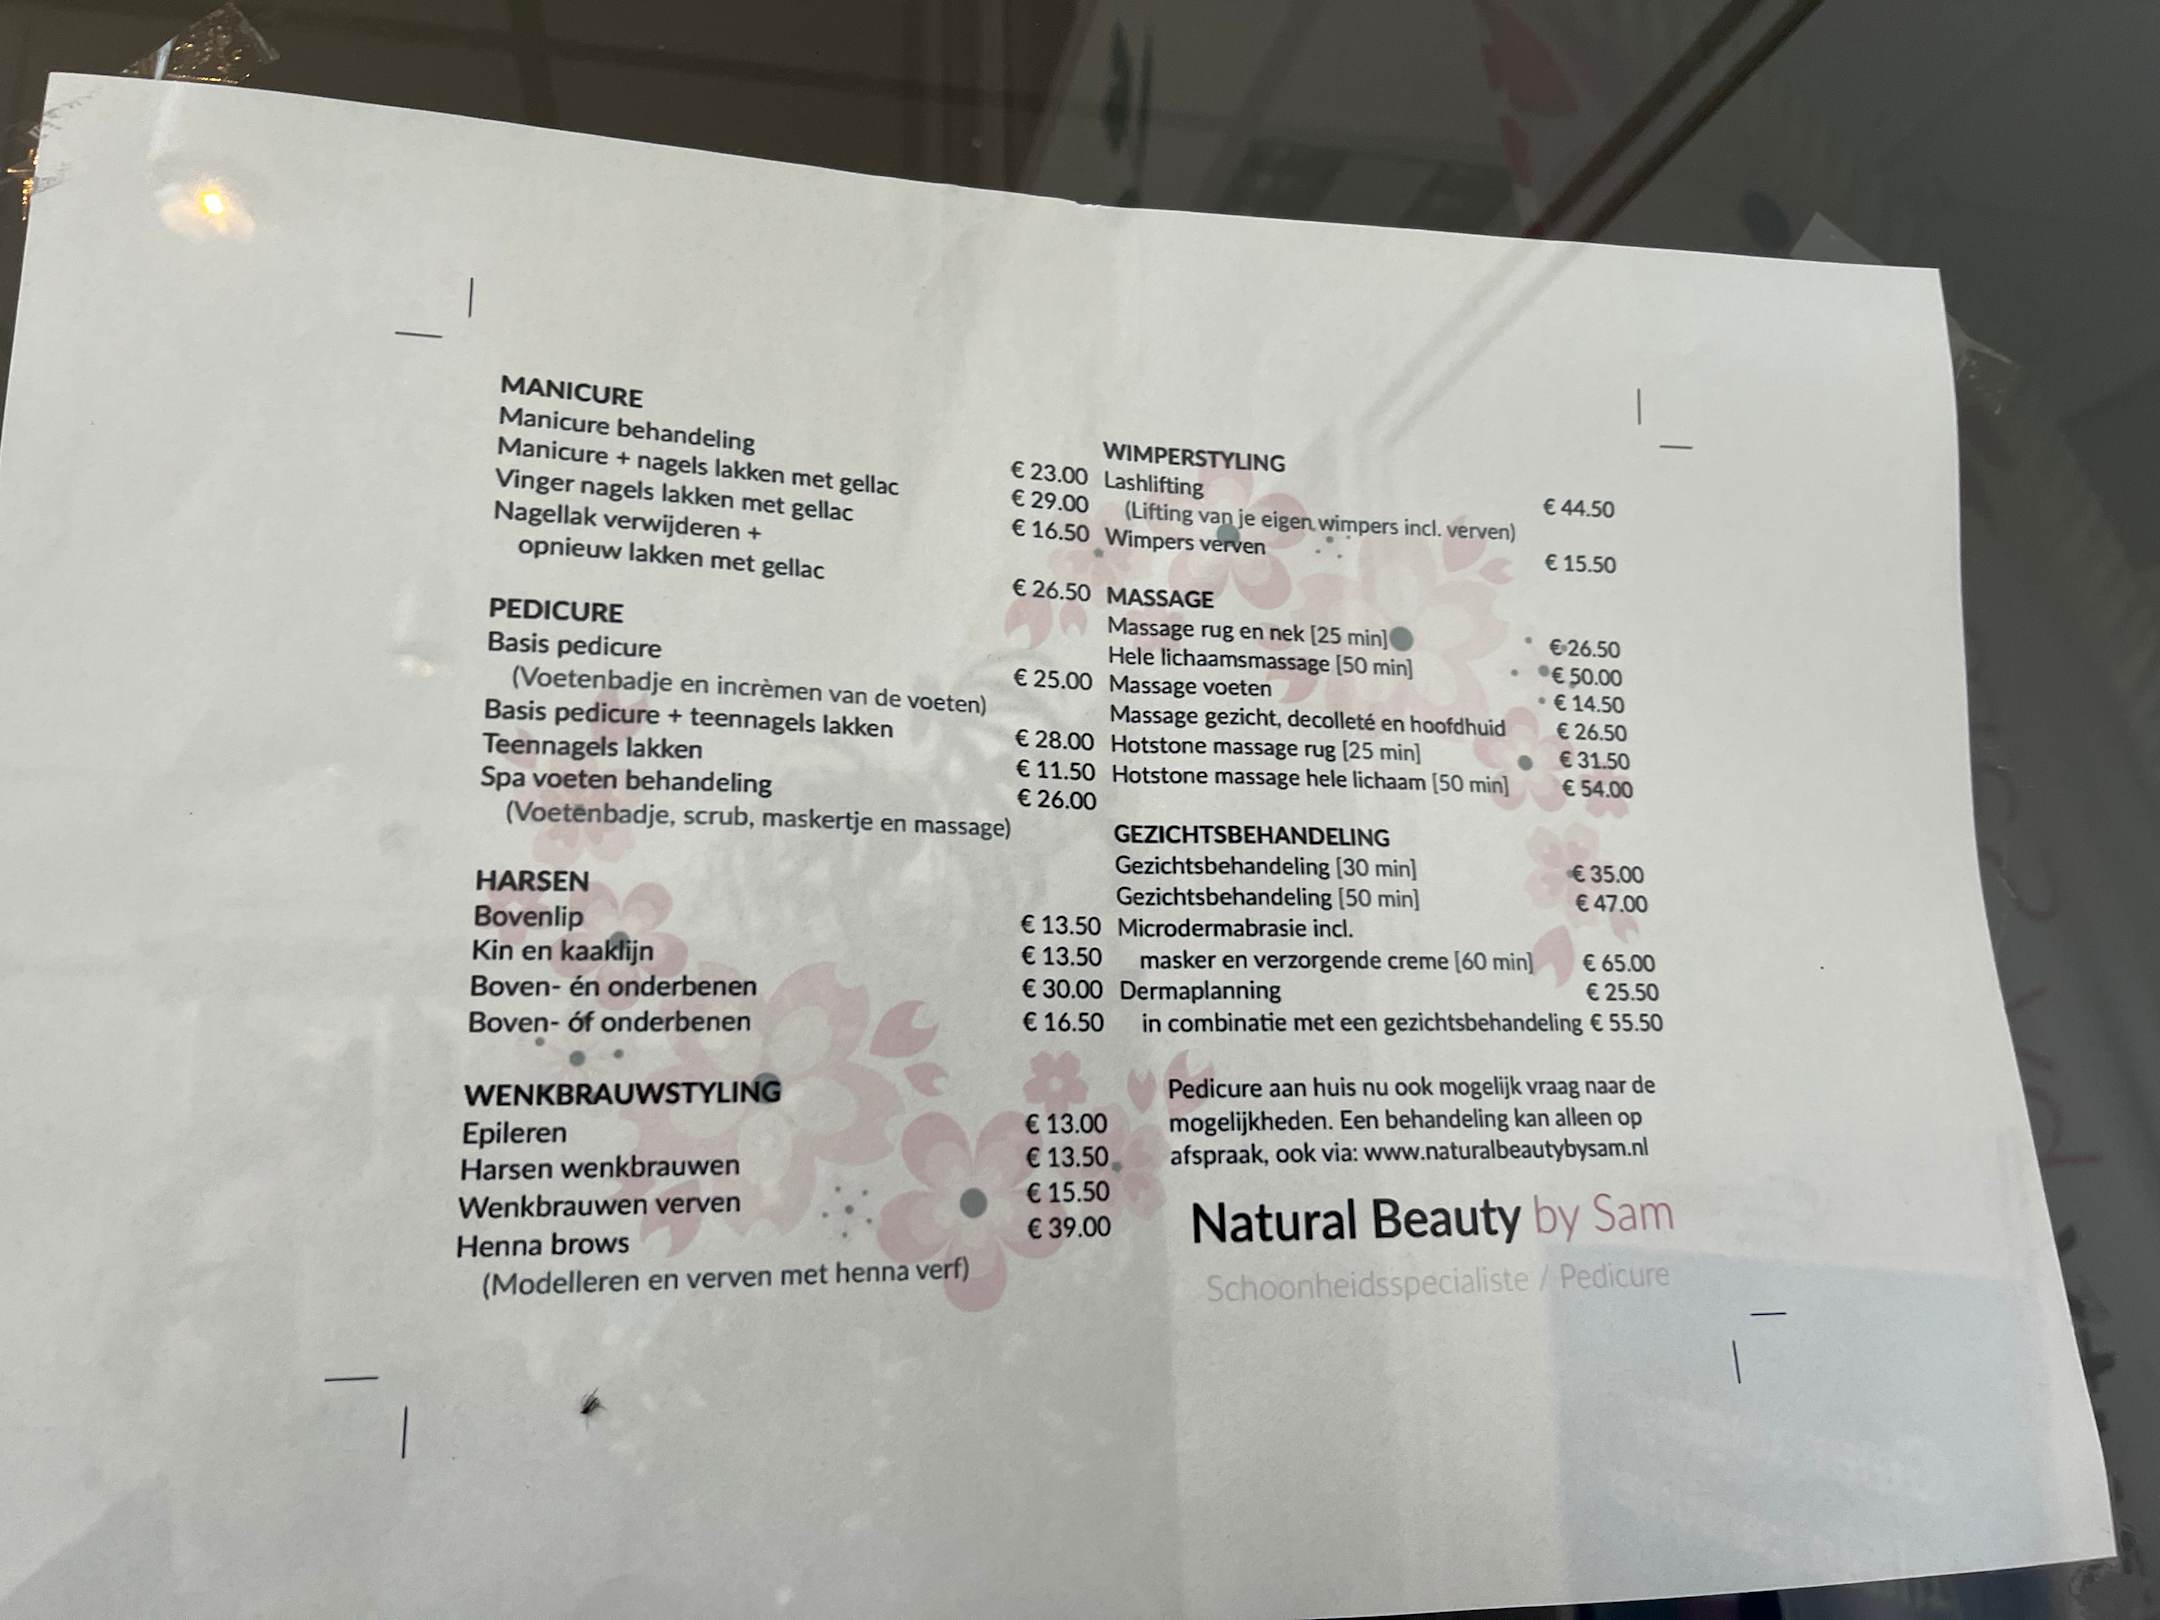 MANICURE
Manicure behandeling € 23.00
Manicure + nagels lakken met gellac € 29.00
Vinger nagels lakken met gellac € 16.50
Nagellak verwijderen +
opnieuw lakken met gellac € 26.50
PEDICURE
Basis pedicure € 25.00
(Voetenbadje en incrèmen van de voeten)
Basis pedicure + teennagels lakken € 28.00
Teennagels lakken € 11.50
Spa voeten behandeling € 26.00
(Voetenbadje, scrub, maskertje en massage)
HARSEN
Bovenlip € 13.50
Kin en kaaklijn € 13.50
Boven- én onderbenen € 30.00
Boven- óf onderbenen € 16.50
WENKBRAUWSTYLING
Epileren € 13.00
Harsen wenkbrauwen € 13.50
Wenkbrauwen verven € 15.50
Henna brows € 39.00
(Modelleren en verven met henna verf)
WIMPERSTYLING
Lashlifting € 44.50
(Lifting van je eigen wimpers incl. verven)
Wimpers verven € 15.50
MASSAGE
Massage rug en nek [25 min] € 26.50
Hele lichaamsmassage [50 min] € 50.00
Massage voeten € 14.50
Massage gezicht, decolleté en hoofdhuid € 26.50
Hotstone massage rug [25 min] € 31.50
Hotstone massage hele lichaam [50 min] € 54.00
GEZICHTSBEHANDELING
Gezichtsbehandeling [30 min] € 35.00
Gezichtsbehandeling [50 min] € 47.00
Microdermabrasie incl.
masker en verzorgende creme [60 min] € 65.00
Dermaplanning € 25.50
in combinatie met een gezichtsbehandeling € 55.50
Pedicure aan huis nu ook mogelijk vraag naar de
mogelijkheden. Een behandeling kan alleen op
afspraak, ook via: www.naturalbeautybysam.nl
Natural Beauty by Sam
Schoonheidsspecialiste / Pedicure